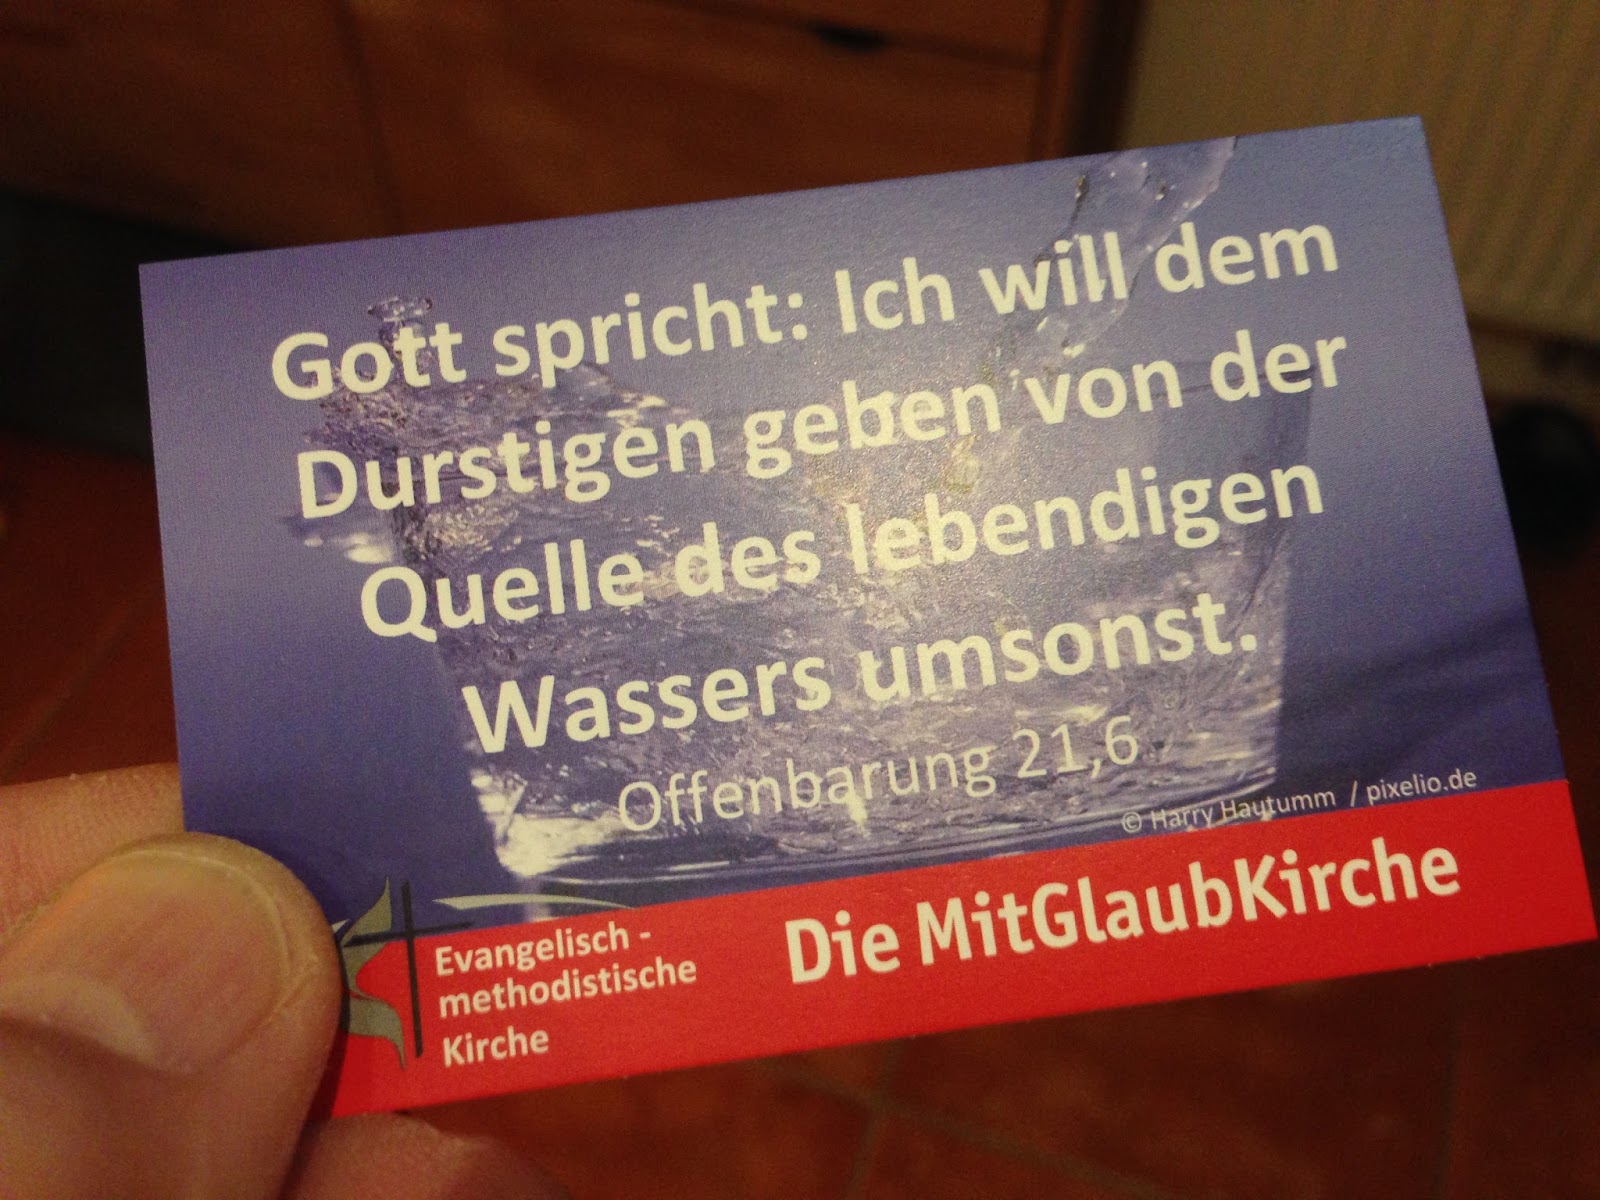 Gott spricht: Ich will dem
Durstigen geben von der
Quelle des lebendigen
Wassers umsonst.
Offenbarung 21,6
© Harry Hautumm / pixelio.de
Evangelisch -
methodistische
Kirche
Die MitGlaubKirche